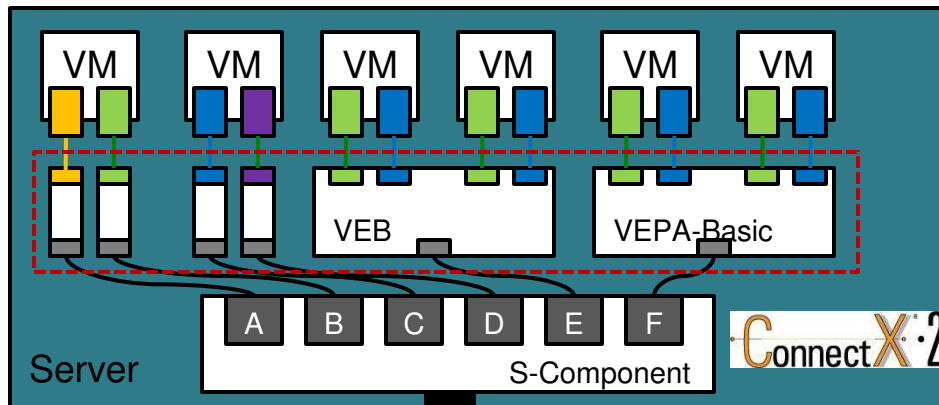 VM VM VM VM VM VM
VEB VEPA-Basic
A B C D E F
ConnectX·2
Server S-Component